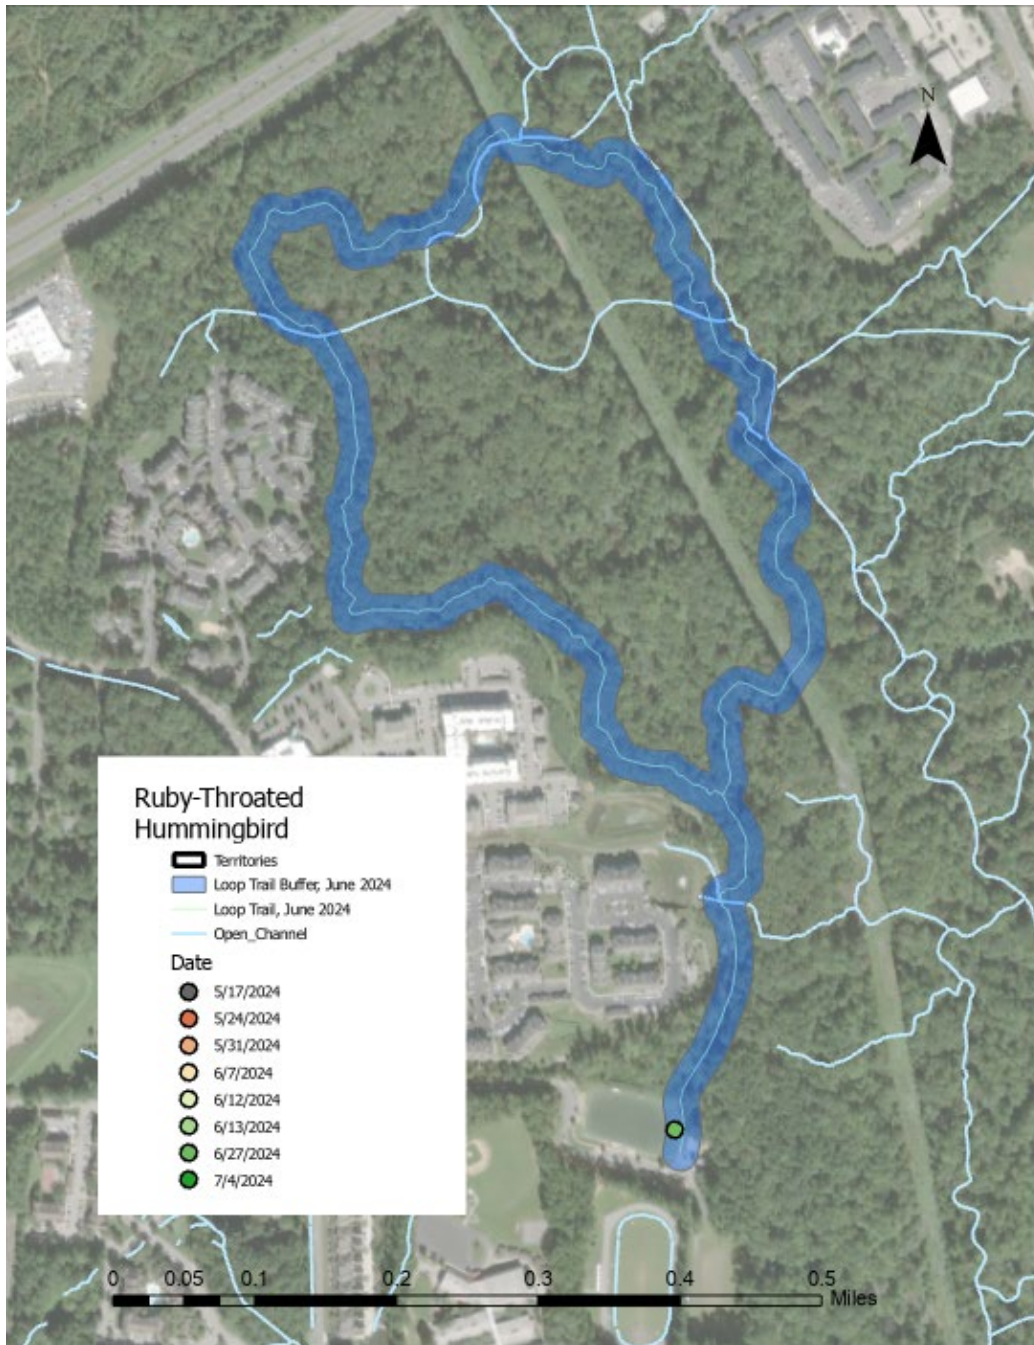 N
Ruby-Throated
Hummingbird
Territories
Loop Trail Buffer, June 2024
Loop Trail, June 2024
Open_Channel
Date
5/17/2024
5/24/2024
5/31/2024
6/7/2024
6/12/2024
6/13/2024
6/27/2024
7/4/2024
0 0.05 0.1 0.2 0.3 0.4 0.5
Miles